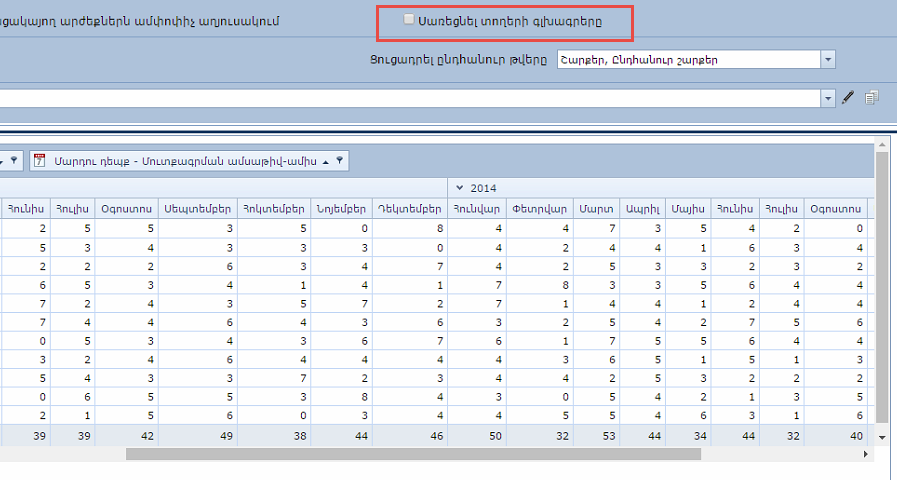 ացակայող արժեքներն ամփոփիչ աղյուսակում Սառեցնել տողերի գլխագրերը
Ցուցադրել ընդհանուր թվերը Շարքեր, Ընդհանուր շարքեր
Մարդու դեպք - Մուտքագրման ամսաթիվ-ամիս
2014
Հունիս Հուլիս Օգոստոս Սեպտեմբեր Հոկտեմբեր Նոյեմբեր Դեկտեմբեր Հունվար Փետրվար Մարտ Ապրիլ Մայիս Հունիս Հուլիս Օգոստոս
2 5 5 3 5 0 8 4 4 7 3 5 4 2 0
5 3 4 3 3 3 0 4 2 4 4 1 6 3 4
2 2 2 6 3 4 7 4 2 5 3 3 2 3 2
6 5 3 4 1 4 1 7 8 3 3 5 6 4 4
7 2 4 3 5 7 2 7 1 4 4 1 2 4 4
7 4 4 6 4 3 6 3 2 5 4 2 7 5 6
0 5 3 4 3 6 7 6 1 7 5 5 6 4 4
3 2 4 6 4 4 4 4 3 6 5 1 5 1 3
5 4 3 3 7 2 3 4 4 2 5 3 2 2 2
0 6 5 5 3 8 4 3 0 5 4 2 1 3 5
2 1 5 6 0 3 4 4 5 5 4 6 3 1 6
39 39 42 49 38 44 46 50 32 53 44 34 44 32 40